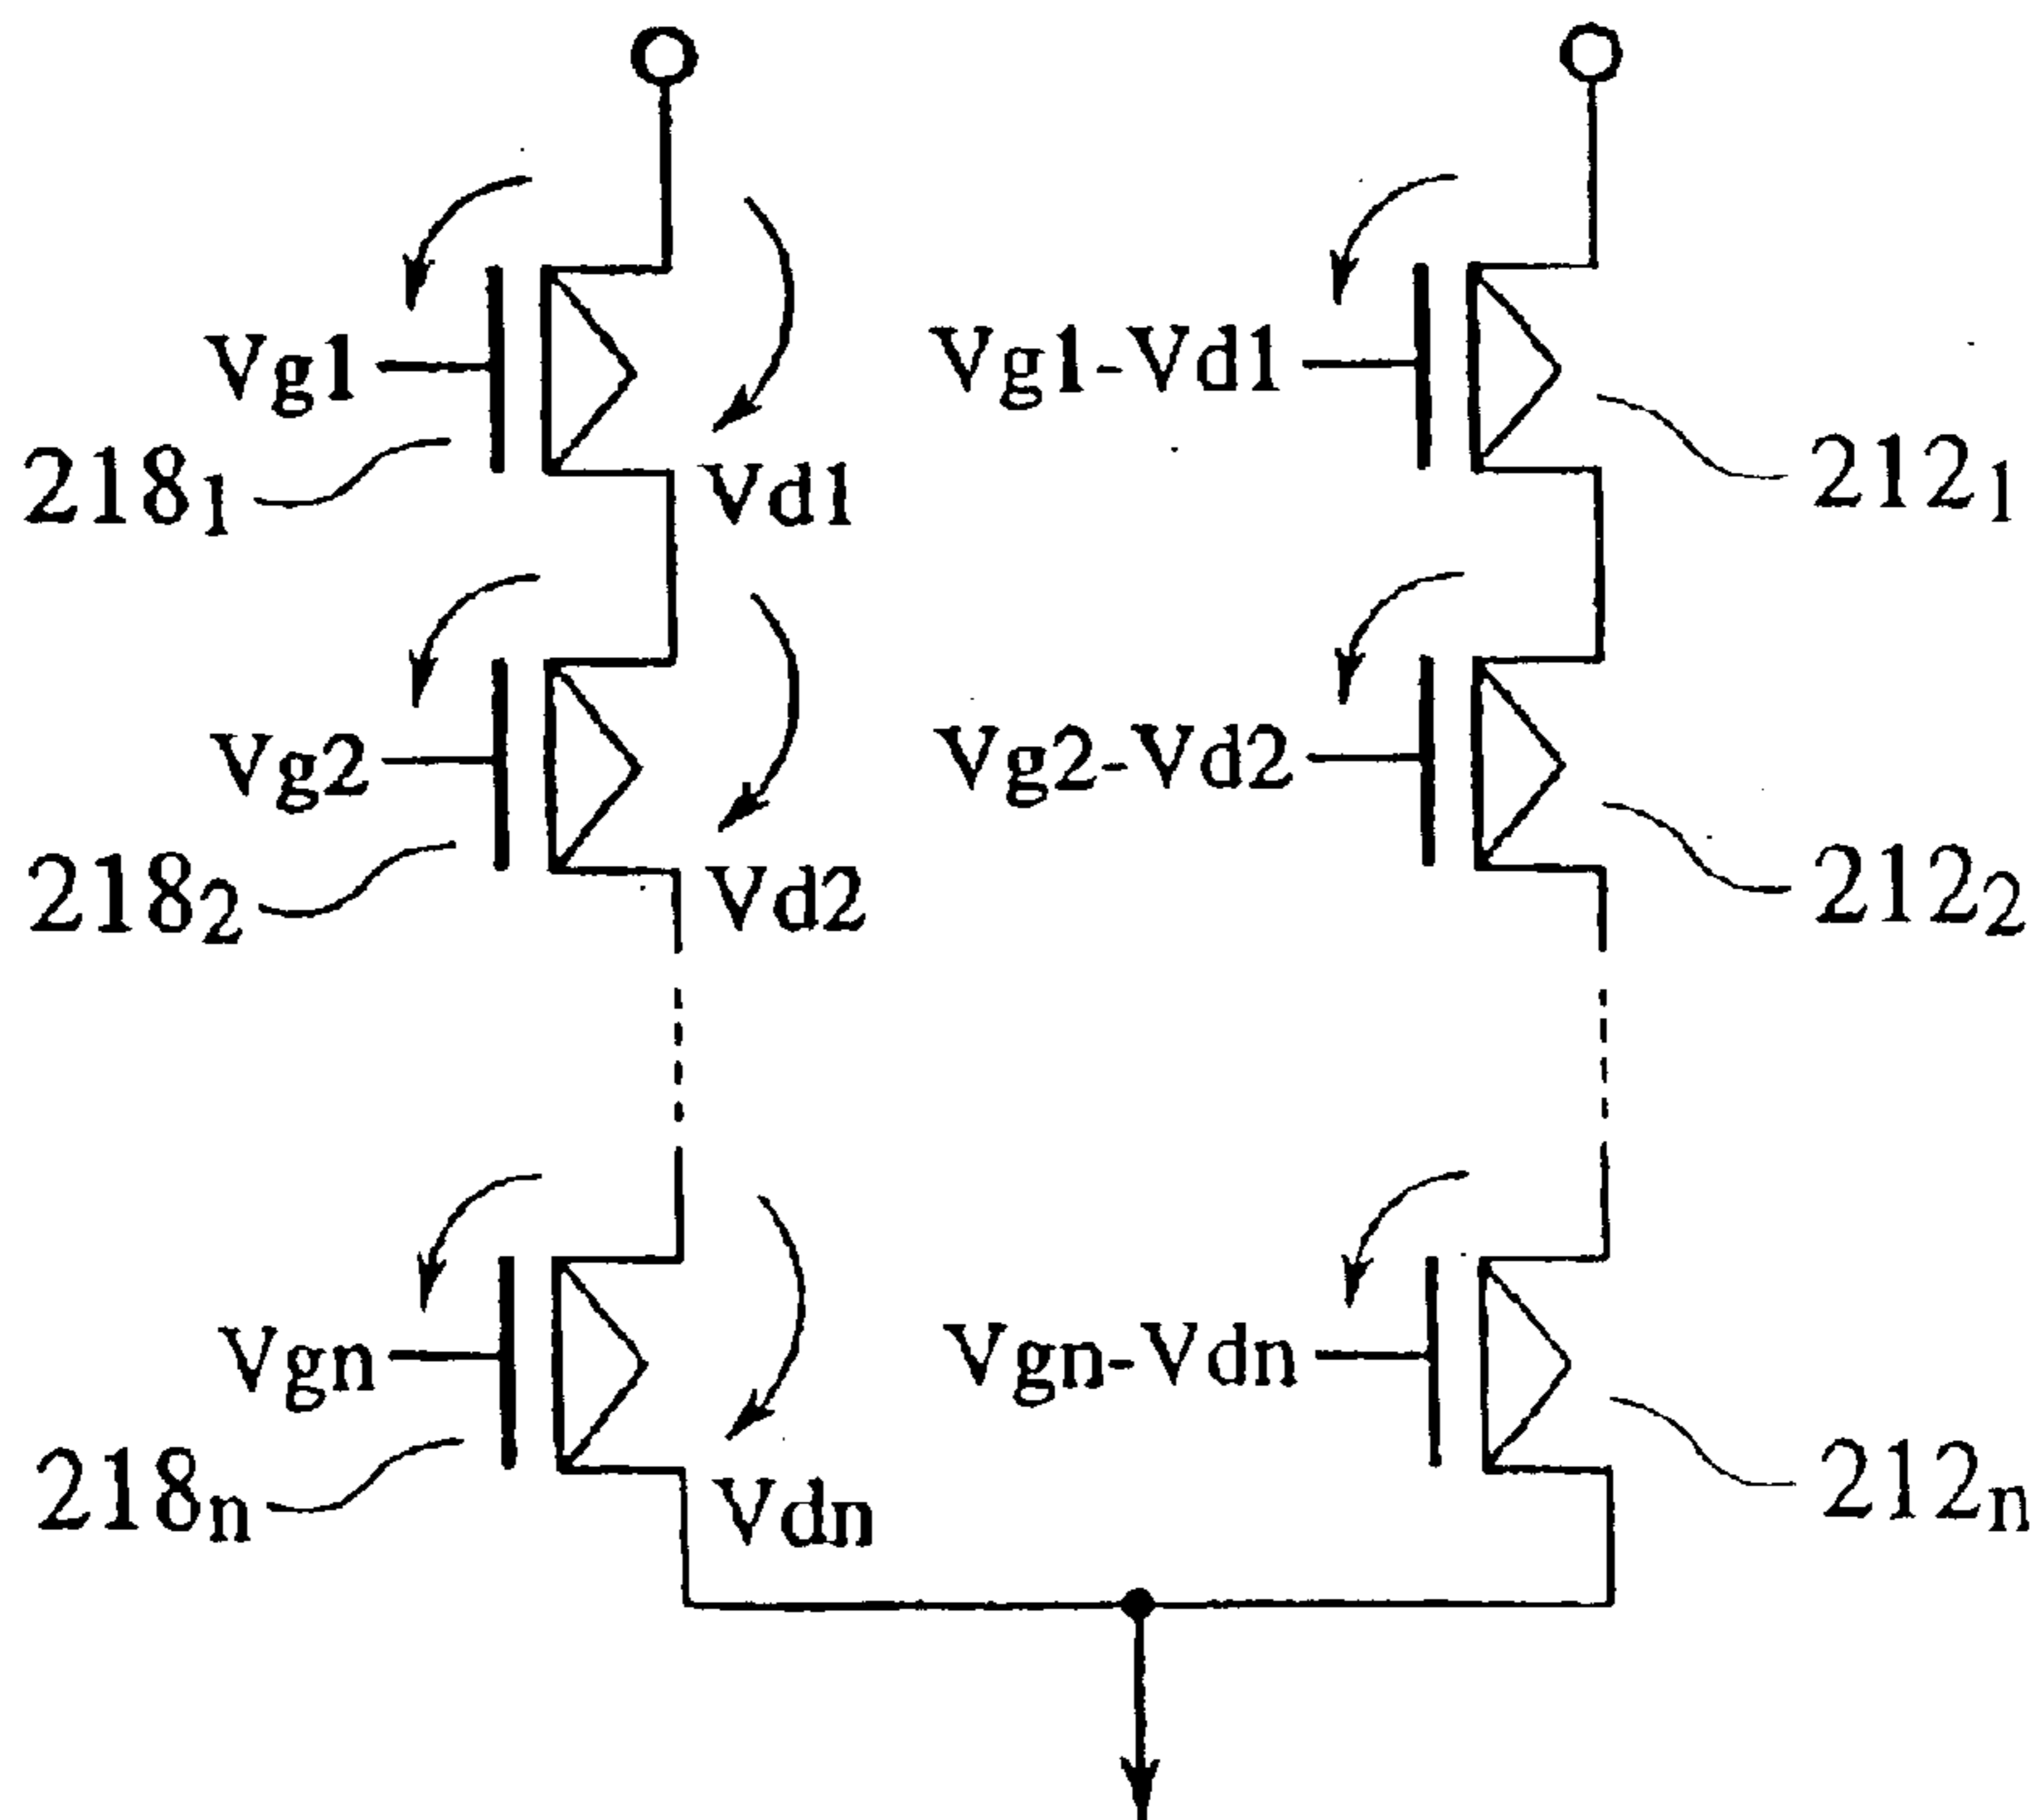 Vg1
Vg1-Vd1
218₁
Vd1
212₁
Vg2
Vg2-Vd2
218₂
Vd2
212₂
Vgn
Vgn-Vdn
218ₙ
Vdn
212ₙ